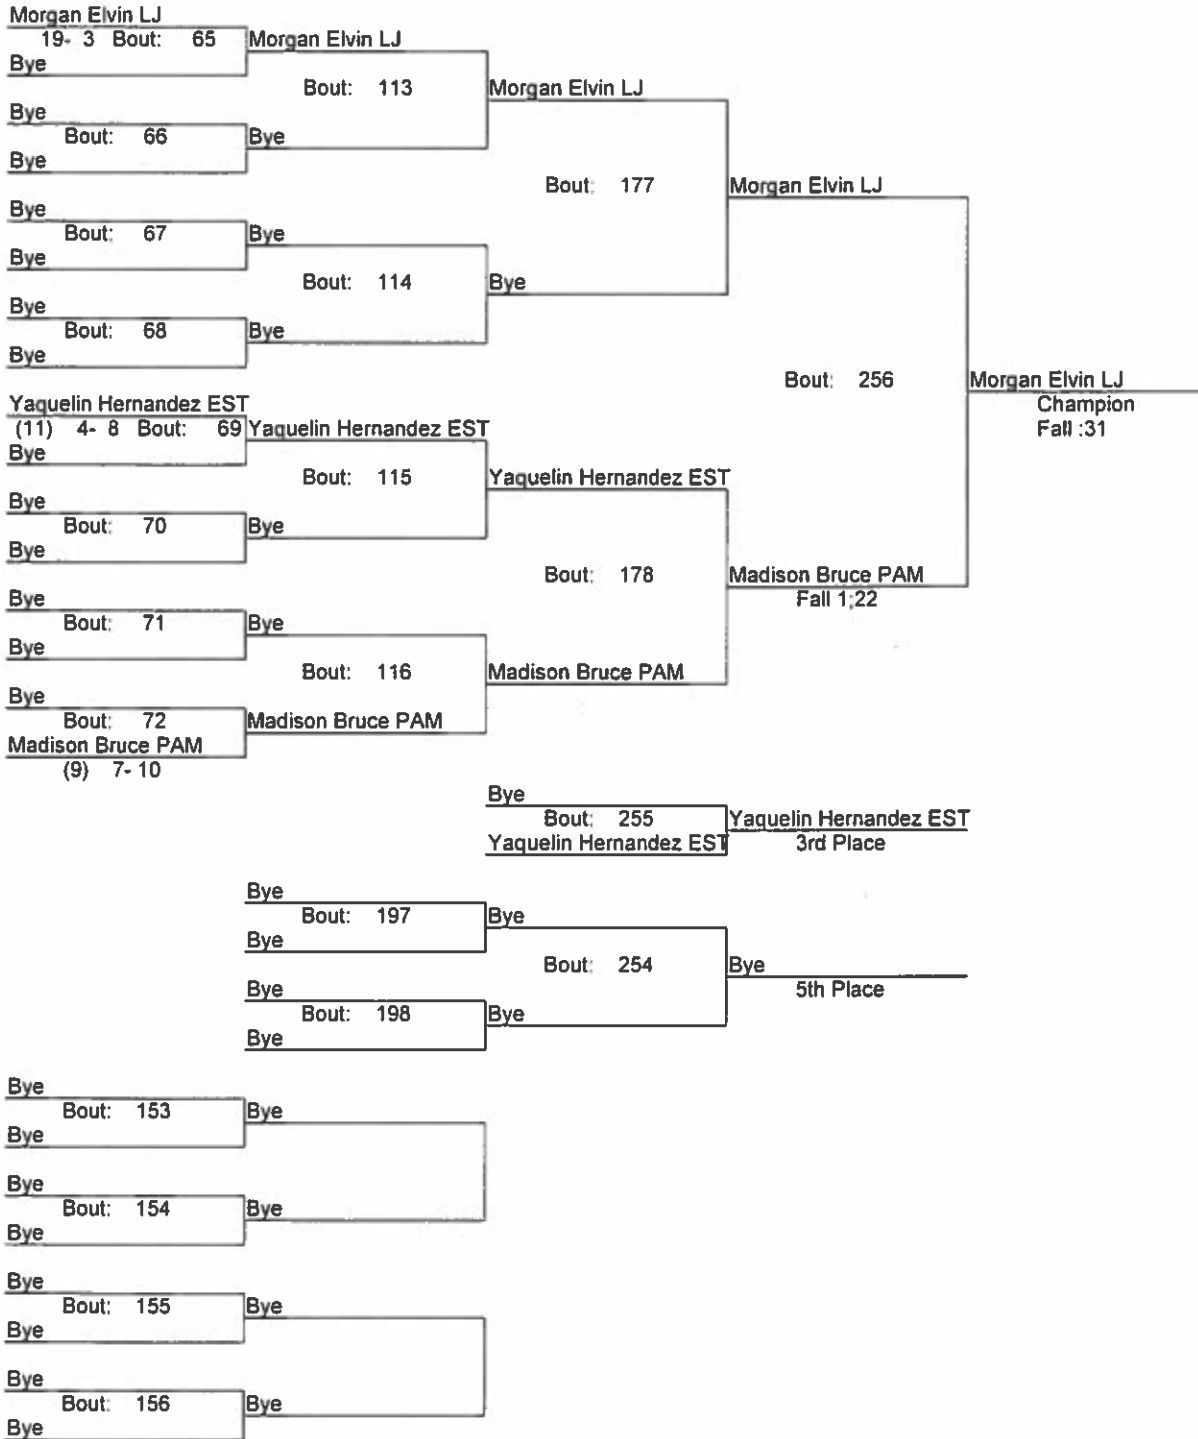 Morgan Elvin LJ
19- 3 Bout: 65 Morgan Elvin LJ
Bye
Bout: 113 Morgan Elvin LJ
Bye
Bout: 66 Bye
Bye
Bout: 177 Morgan Elvin LJ
Bye
Bout: 67 Bye
Bye
Bout: 114 Bye
Bye
Bout: 68 Bye
Bye
Bout: 256 Morgan Elvin LJ
Champion
Fall :31
Yaquelin Hernandez EST
(11) 4- 8 Bout: 69 Yaquelin Hernandez EST
Bye
Bout: 115 Yaquelin Hernandez EST
Bye
Bout: 70 Bye
Bye
Bout: 178 Madison Bruce PAM
Fall 1;22
Bye
Bout: 71 Bye
Bye
Bout: 116 Madison Bruce PAM
Bye
Bout: 72 Madison Bruce PAM
Madison Bruce PAM
(9) 7- 10
Bye
Bout: 255 Yaquelin Hernandez EST
Yaquelin Hernandez EST 3rd Place
Bye
Bout: 197 Bye
Bye
Bout: 254 Bye
5th Place
Bye
Bout: 198 Bye
Bye
Bye
Bout: 153 Bye
Bye
Bye
Bout: 154 Bye
Bye
Bye
Bout: 155 Bye
Bye
Bye
Bout: 156 Bye
Bye